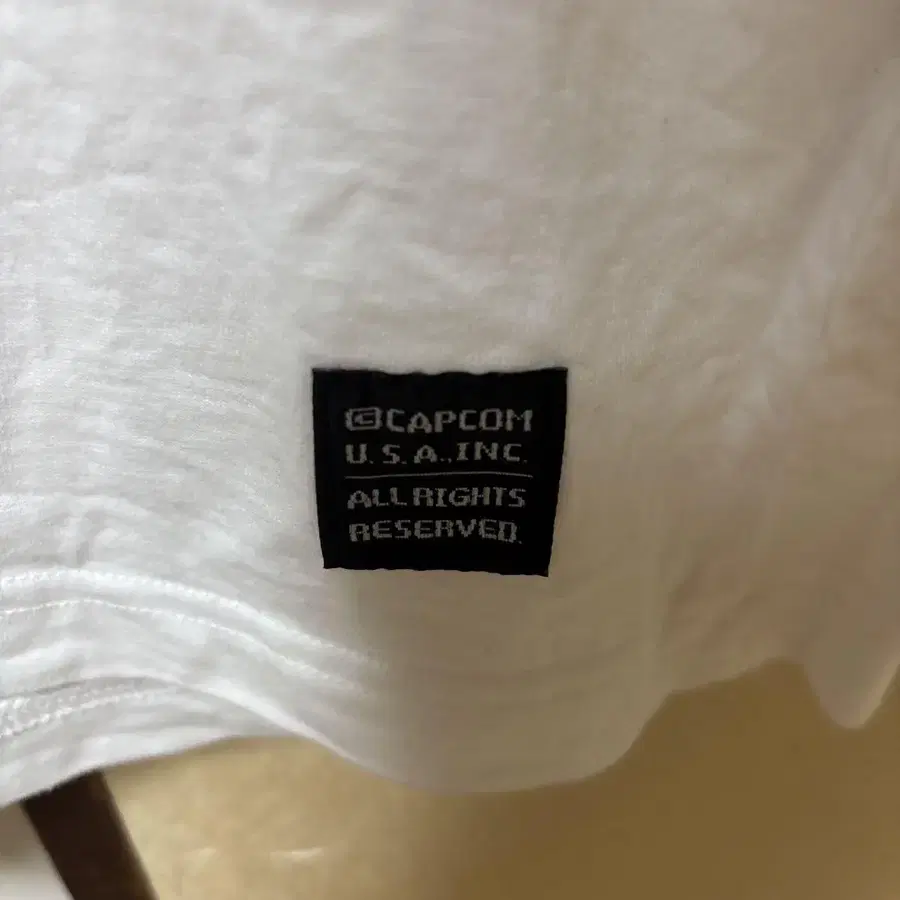 ©CAPCOM
U.S.A.,INC.
ALL RIGHTS
RESERVED.